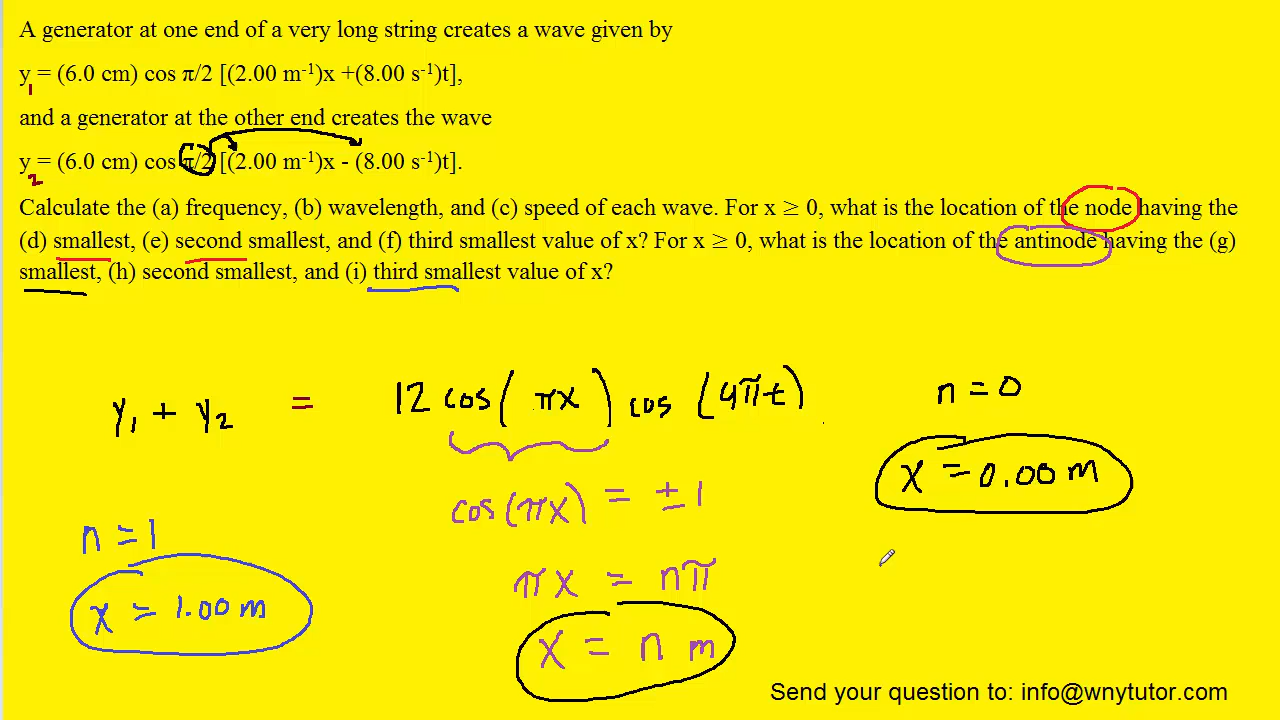 A generator at one end of a very long string creates a wave given by
y₁ = (6.0 cm) cos π/2 [(2.00 m⁻¹)x +(8.00 s⁻¹)t],
and a generator at the other end creates the wave
y₂ = (6.0 cm) cos π/2 [(2.00 m⁻¹)x - (8.00 s⁻¹)t].
Calculate the (a) frequency, (b) wavelength, and (c) speed of each wave. For x ≥ 0, what is the location of the node having the
(d) smallest, (e) second smallest, and (f) third smallest value of x? For x ≥ 0, what is the location of the antinode having the (g)
smallest, (h) second smallest, and (i) third smallest value of x?
y₁ + y₂ = 12 cos( πx ) cos (4πt)
n = 0
x = 0.00 m
cos(πx) = ±1
n = 1
πx = nπ
x = 1.00 m
x = n m
Send your question to: info@wnytutor.com